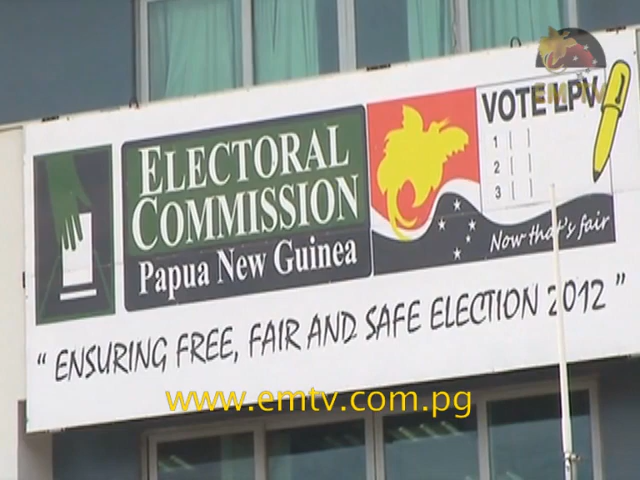 EMTV
VOTE LPV
1
2
3
ELECTORAL
COMMISSION
Papua New Guinea
Now that's fair
" ENSURING FREE, FAIR AND SAFE ELECTION 2012 "
www.emtv.com.pg